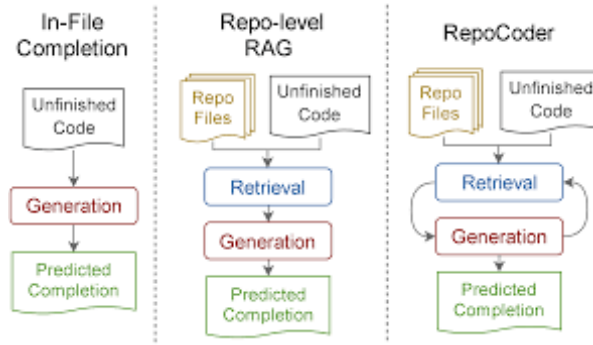 In-File
Completion
Unfinished
Code
Generation
Predicted
Completion
Repo-level
RAG
Repo
Files
Unfinished
Code
Retrieval
Generation
Predicted
Completion
RepoCoder
Repo
Files
Unfinished
Code
Retrieval
Generation
Predicted
Completion